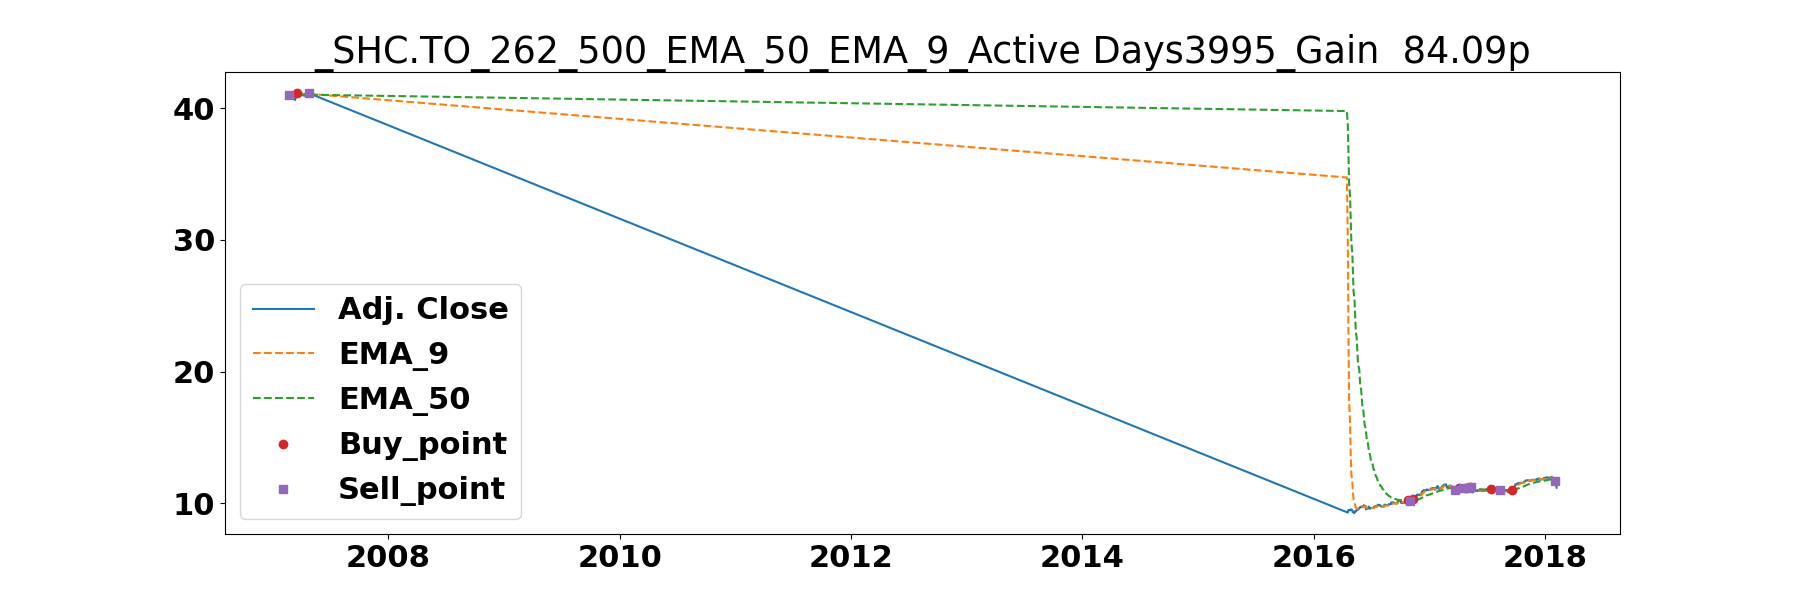 _SHC.TO_262_500_EMA_50_EMA_9_Active Days3995_Gain  84.09p
40
30
20
10
Adj. Close
EMA_9
EMA_50
Buy_point
Sell_point
2008 2010 2012 2014 2016 2018